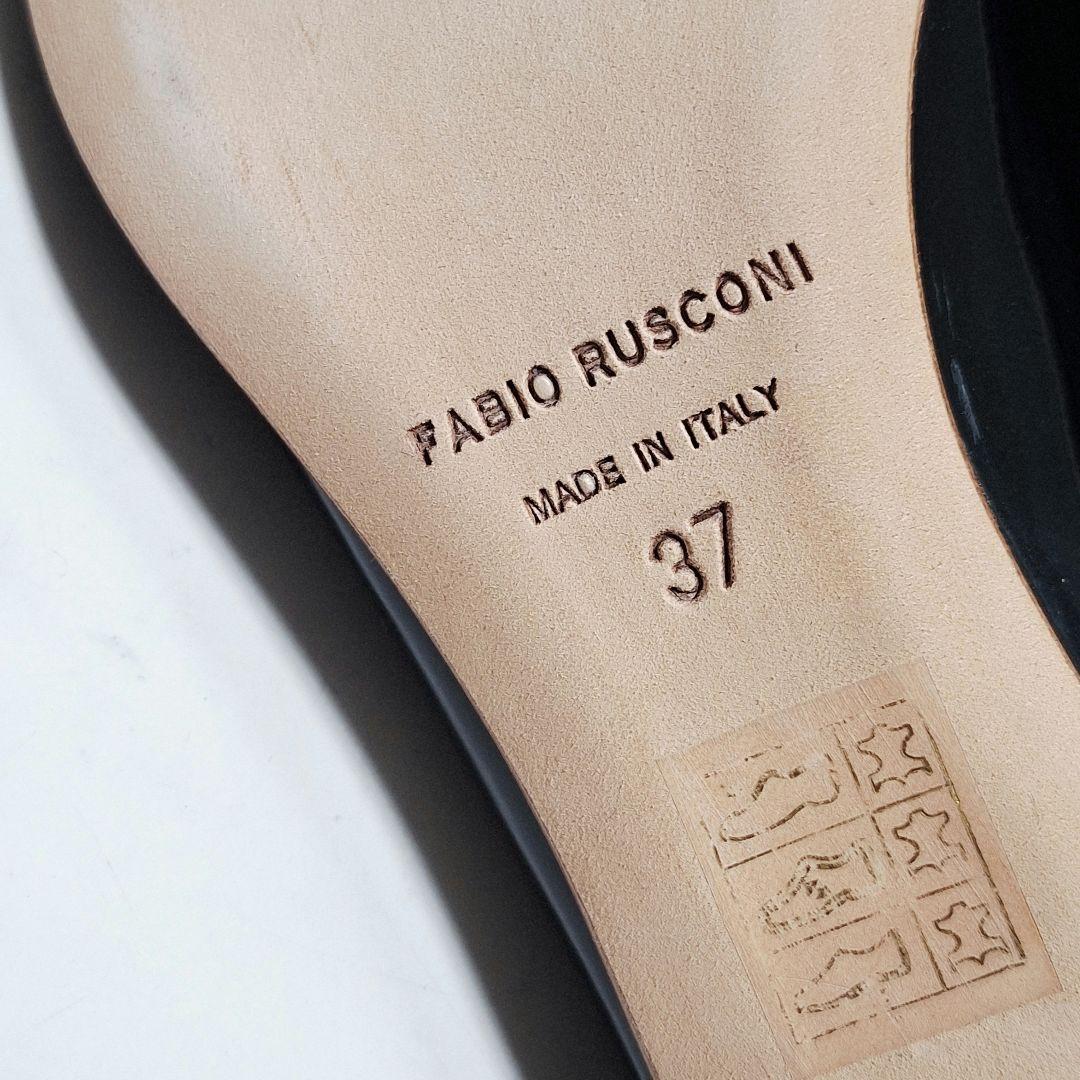 FABIO RUSCONI
MADE IN ITALY
37